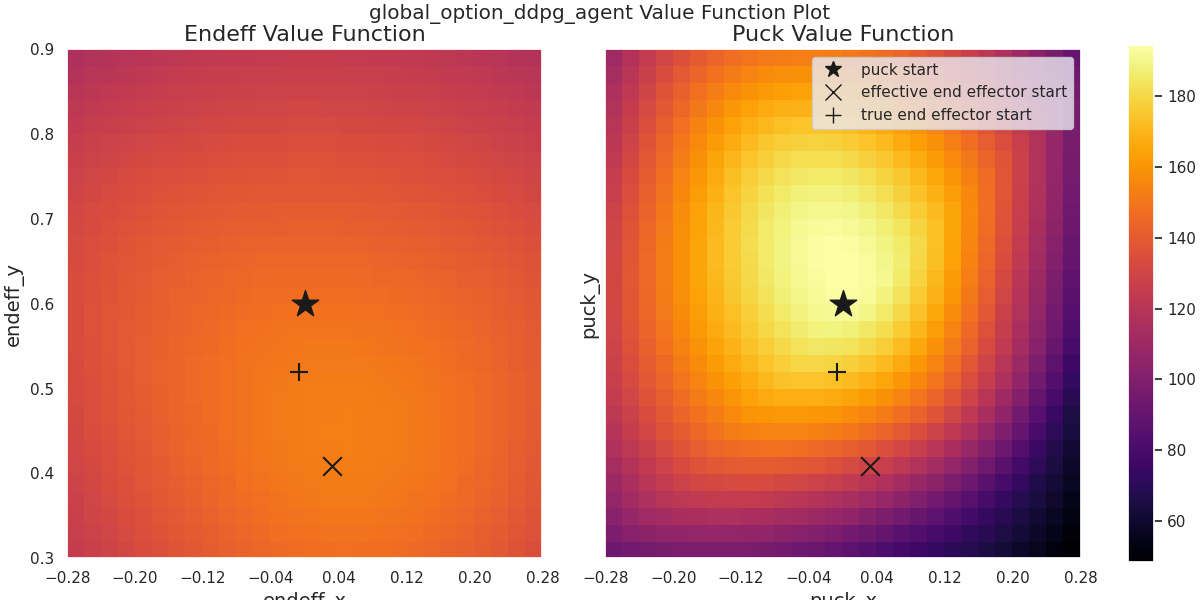 global_option_ddpg_agent Value Function Plot
Endeff Value Function
Puck Value Function
0.9
0.8
0.7
0.6
0.5
0.4
0.3
endeff_y
−0.28 −0.20 −0.12 −0.04 0.04 0.12 0.20 0.28
endeff_x
puck start
effective end effector start
true end effector start
puck_y
−0.28 −0.20 −0.12 −0.04 0.04 0.12 0.20 0.28
puck_x
180
160
140
120
100
80
60